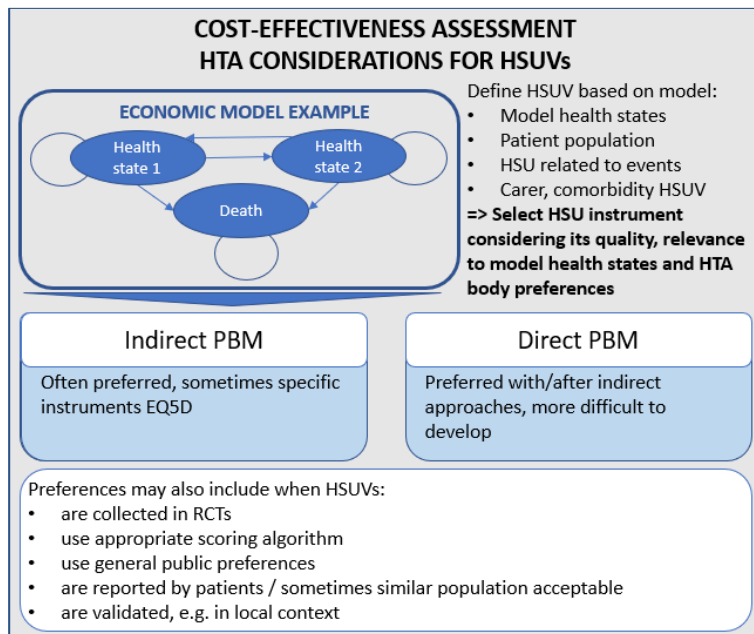 COST-EFFECTIVENESS ASSESSMENT
HTA CONSIDERATIONS FOR HSUVs
ECONOMIC MODEL EXAMPLE
Health
state 1
Health
state 2
Death
Define HSUV based on model:
• Model health states
• Patient population
• HSU related to events
• Carer, comorbidity HSUV
=> Select HSU instrument
considering its quality, relevance
to model health states and HTA
body preferences
Indirect PBM
Often preferred, sometimes specific
instruments EQ5D
Direct PBM
Preferred with/after indirect
approaches, more difficult to
develop
Preferences may also include when HSUVs:
• are collected in RCTs
• use appropriate scoring algorithm
• use general public preferences
• are reported by patients / sometimes similar population acceptable
• are validated, e.g. in local context